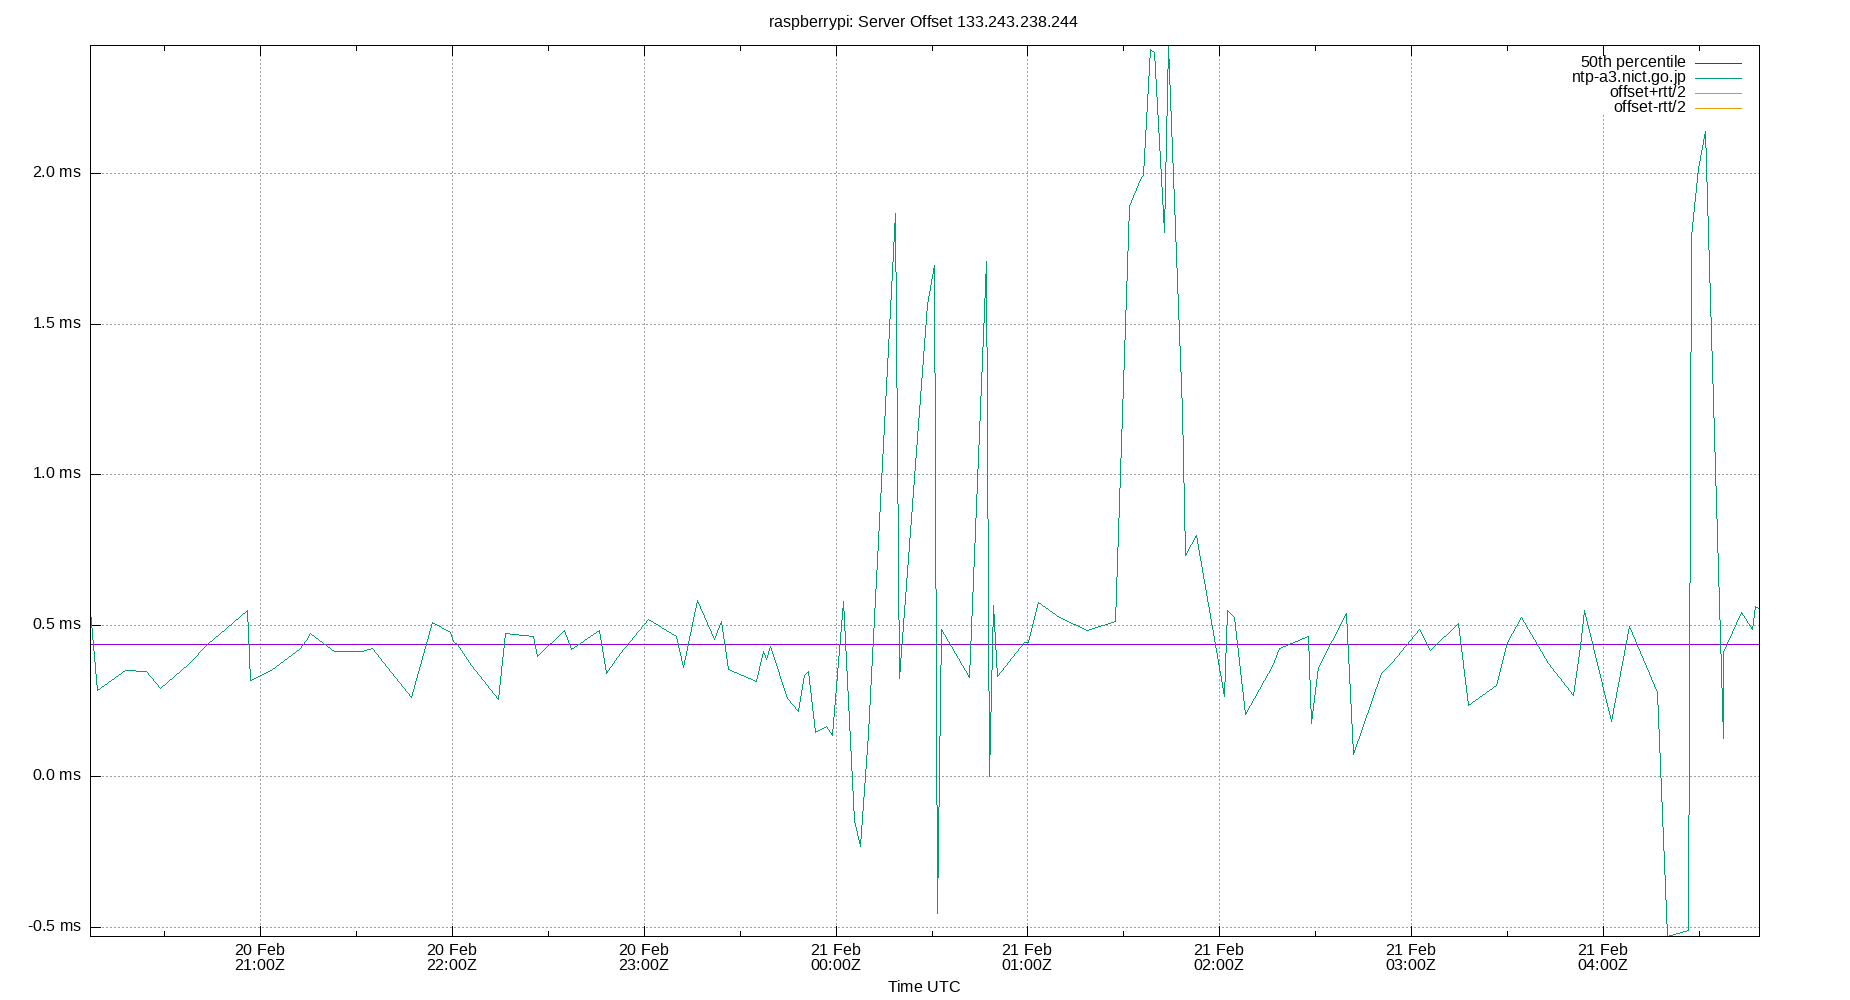 raspberrypi: Server Offset 133.243.238.244
50th percentile
ntp-a3.nict.go.jp
offset+rtt/2
offset-rtt/2
2.0 ms
1.5 ms
1.0 ms
0.5 ms
0.0 ms
-0.5 ms
20 Feb 20 Feb 20 Feb 21 Feb 21 Feb 21 Feb 21 Feb 21 Feb
21:00Z 22:00Z 23:00Z 00:00Z 01:00Z 02:00Z 03:00Z 04:00Z
Time UTC